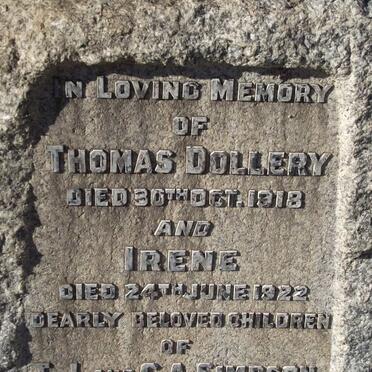 In Loving Memory
of
Thomas Dollery
died 30th Oct. 1918
and
Irene
died 24th June 1922
dearly beloved children
of